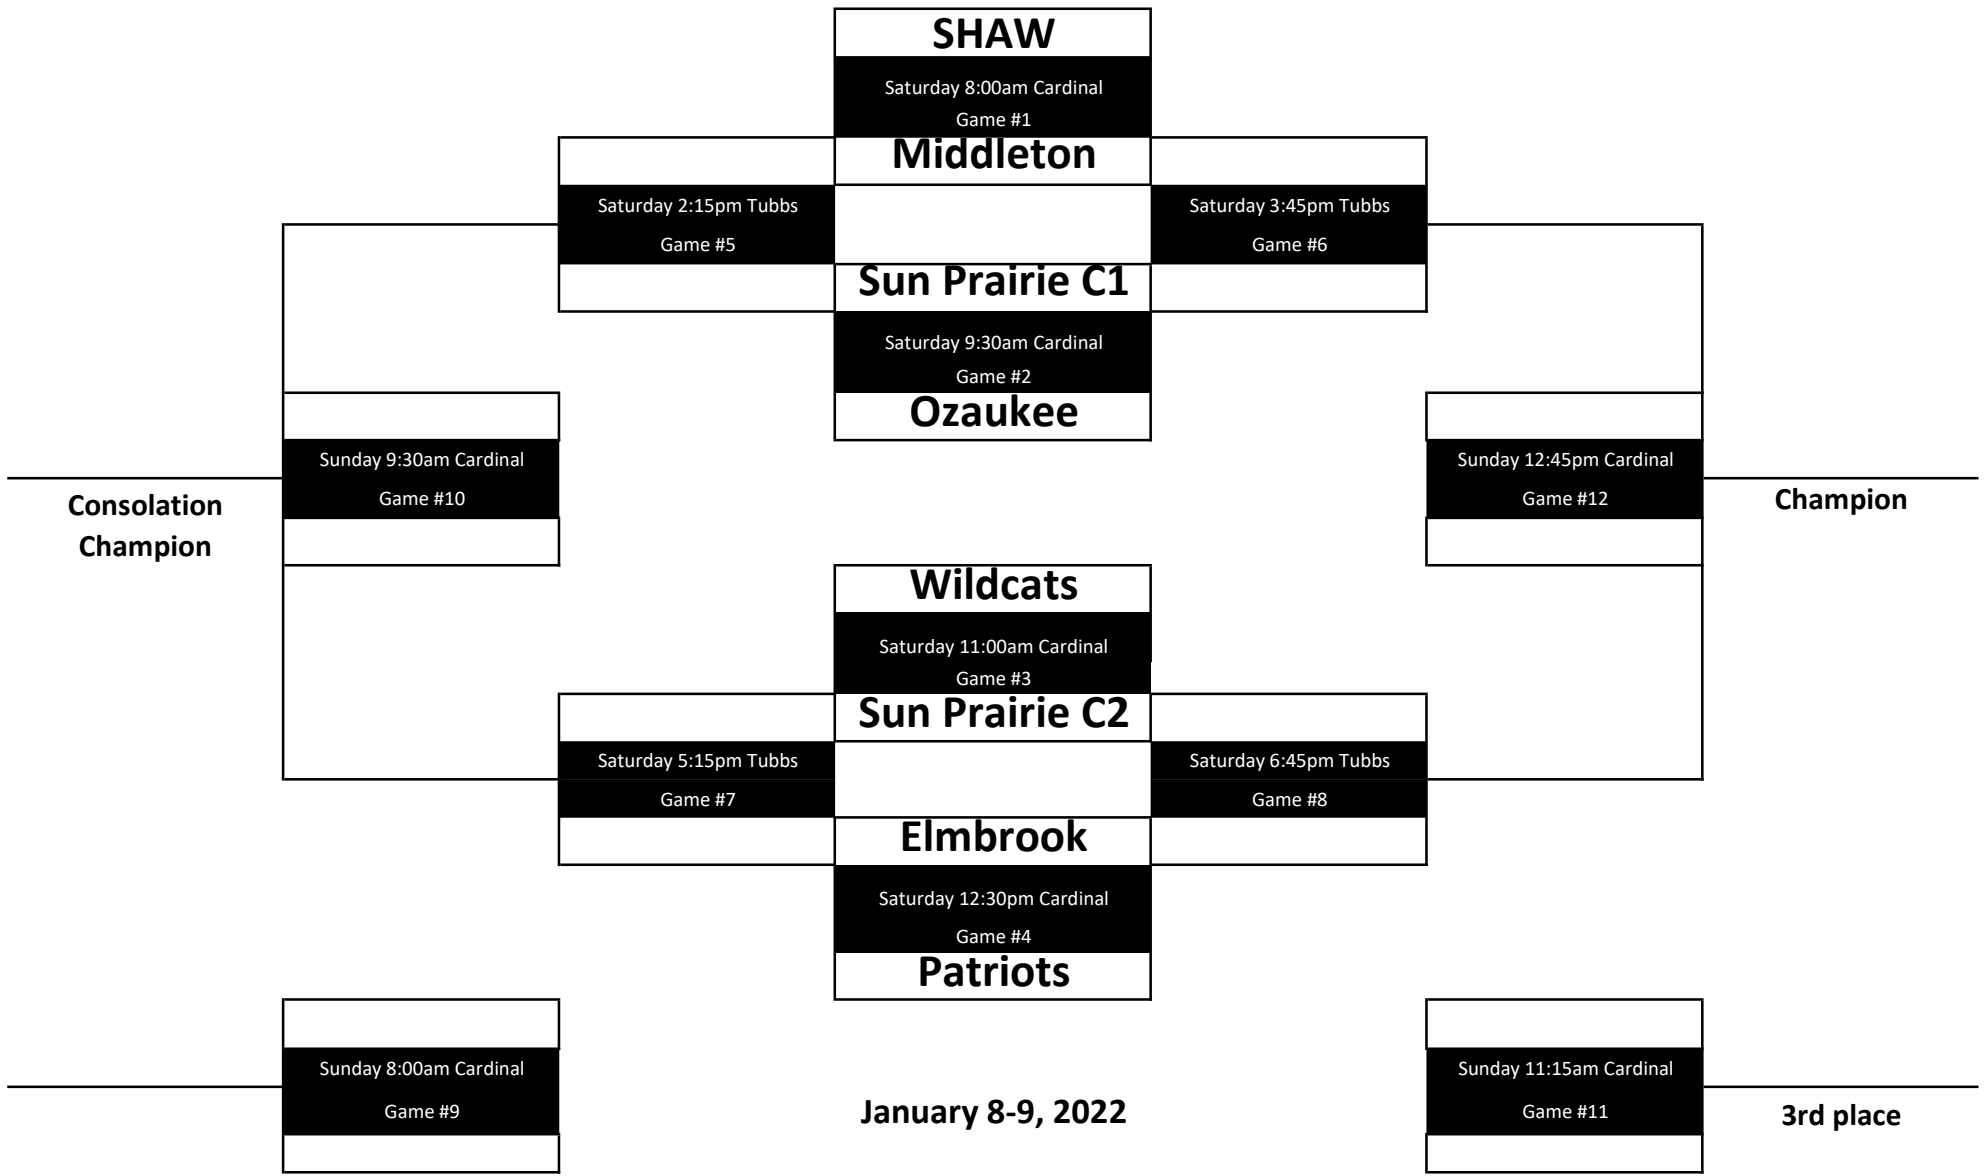 SHAW
Saturday 8:00am Cardinal
Game #1
Middleton
Saturday 2:15pm Tubbs
Game #5
Saturday 3:45pm Tubbs
Game #6
Sun Prairie C1
Saturday 9:30am Cardinal
Game #2
Ozaukee
Sunday 9:30am Cardinal
Game #10
Consolation
Champion
Sunday 12:45pm Cardinal
Game #12
Champion
Wildcats
Saturday 11:00am Cardinal
Game #3
Sun Prairie C2
Saturday 5:15pm Tubbs
Game #7
Saturday 6:45pm Tubbs
Game #8
Elmbrook
Saturday 12:30pm Cardinal
Game #4
Patriots
Sunday 8:00am Cardinal
Game #9
January 8-9, 2022
Sunday 11:15am Cardinal
Game #11
3rd place